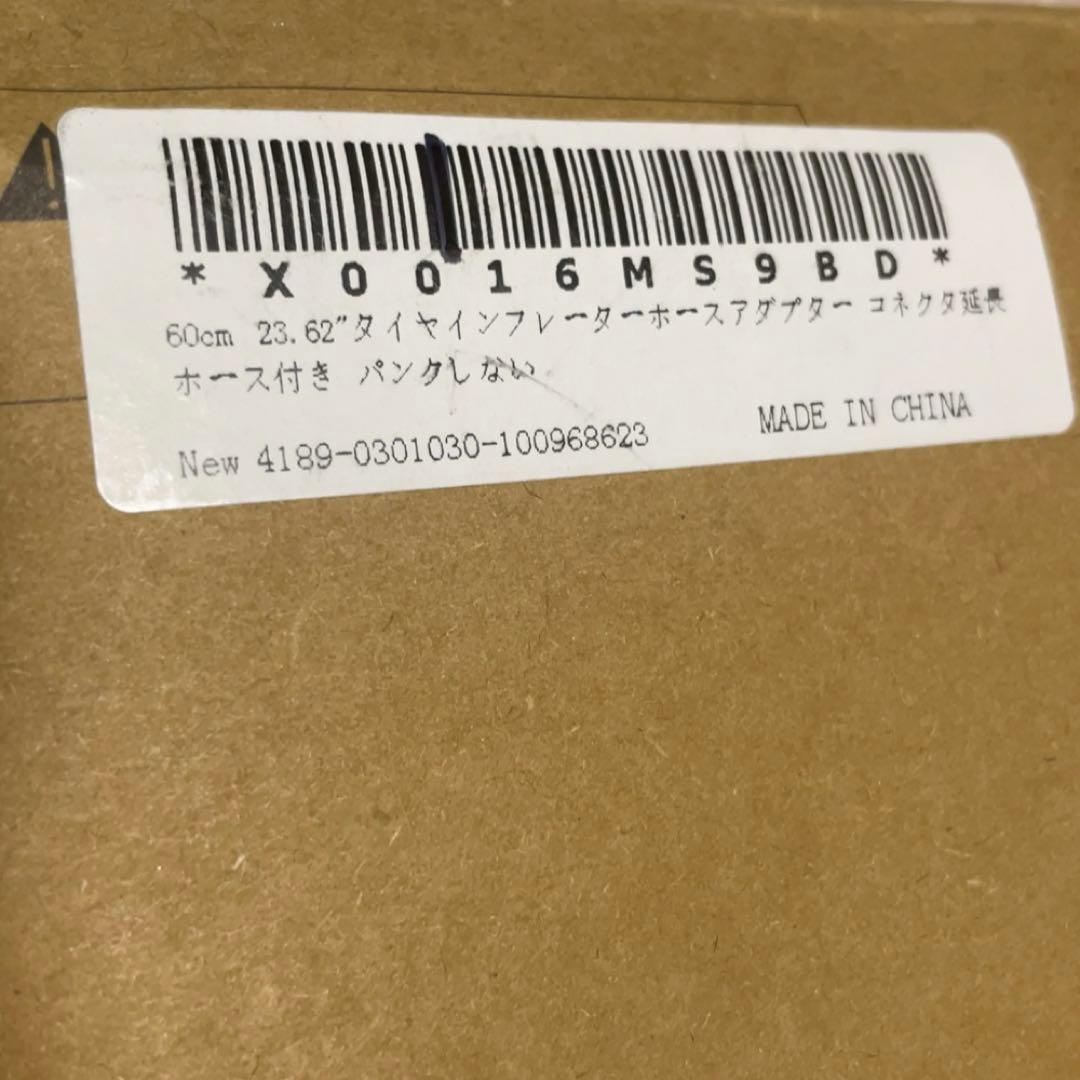 *X0016MS9BD*
60cm 23.62"タイヤインフレーターホースアダプター コネクタ延長
ホース付き パンクしない
New 4189-0301030-100968623
MADE IN CHINA